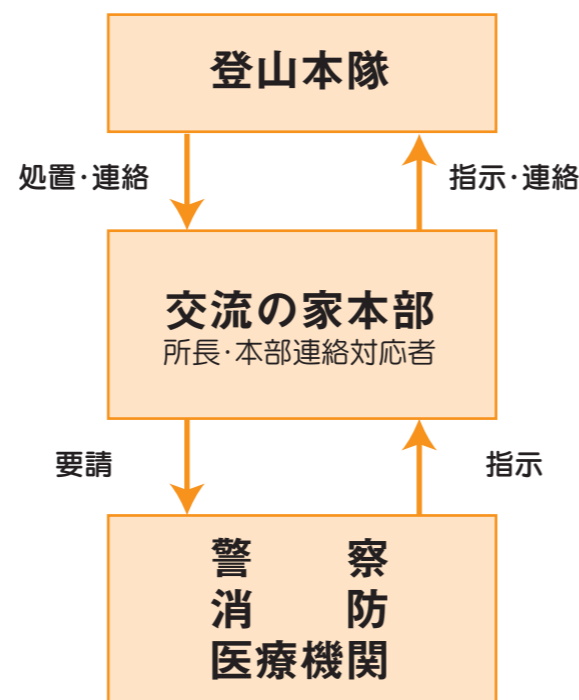 登山本隊
処置・連絡
指示・連絡
交流の家本部
所長・本部連絡対応者
要請
指示
警　　察
消　　防
医療機関